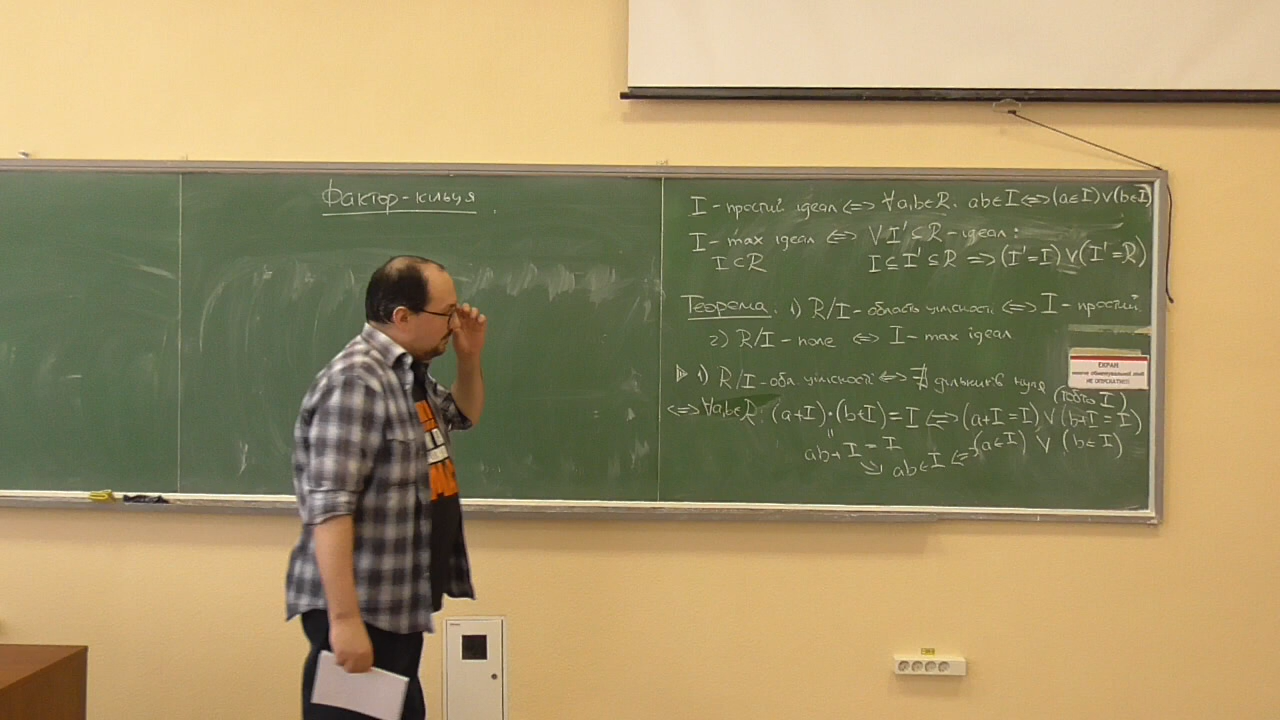 Фактор-кільця
I - простий ідеал ⟺ ∀a,b∈R. ab∈I ⟺ (a∈I)∨(b∈I)
I - max ідеал ⟺ ∀I'⊆R - ідеал:
I⊂R I⊆I'⊆R ⟹ (I'=I)∨(I'=R)
Теорема. 1) R/I - область цілісності ⟺ I - простий.
2) R/I - поле ⟺ I - max ідеал
1) R/I - обл. цілісності ⟺ ∄ дільників нуля
(тобто I)
⟺ ∀a,b∈R: (a+I)·(b+I)=I ⟺ (a+I=I)∨(b+I=I)
ab+I=I
ab∈I ⟸ (a∈I) ∨ (b∈I)
ЕКРАН
НЕ ОПУСКАТИ!!!